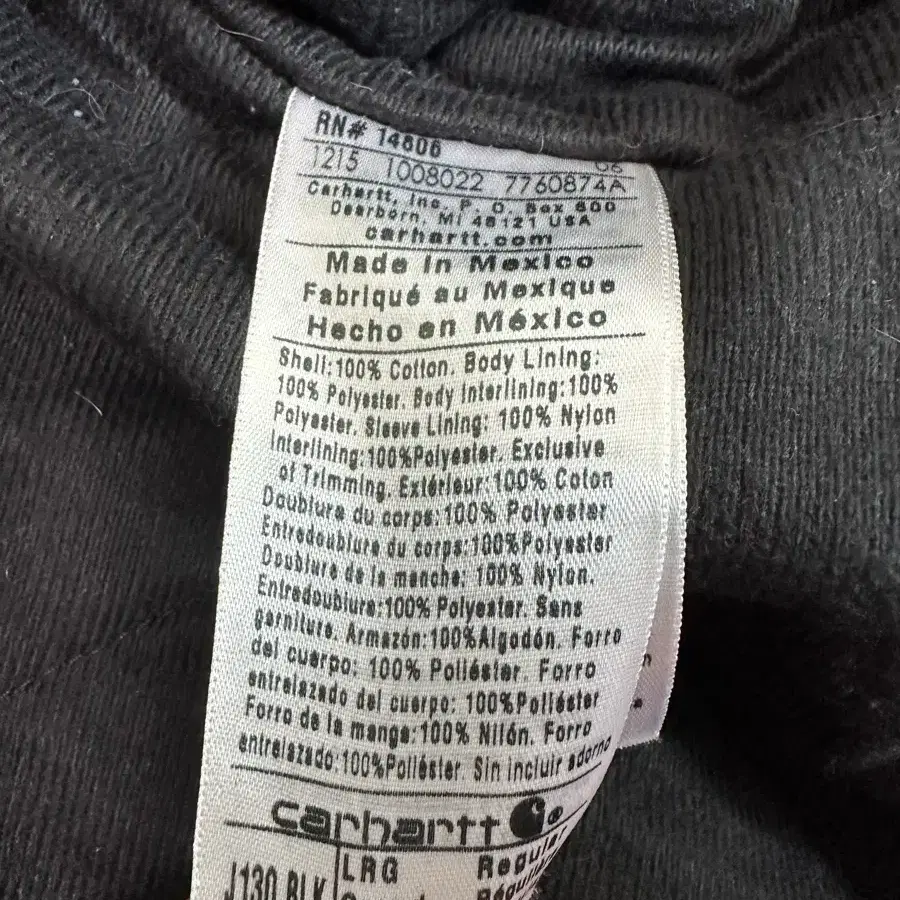 RN# 14806
06
1215 1008022 7760874A
Carhartt, Inc. P. O. Box 600
Dearborn, MI 48121 USA
carhartt.com
Made in Mexico
Fabriqué au Mexique
Hecho en México
Shell:100% Cotton. Body Lining:
100% Polyester. Body Interlining:100%
Polyester. Sleeve Lining: 100% Nylon
Interlining:100%Polyester. Exclusive
of Trimming. Extérieur:100% Coton
Doublure du corps:100% Polyester
Entredoublure du corps:100%Polyester
Doublure de la manche: 100% Nylon.
Entredoublure:100% Polyester. Sans
garniture. Armazón:100%Algodón. Forro
del cuerpo: 100% Poliéster. Forro
entrelazado del cuerpo: 100%Poliéster
Forro de la manga:100% Nilón. Forro
entrelazado:100%Poliéster. Sin incluir adorno
carhartt ®
J130 BLK LRG Regular